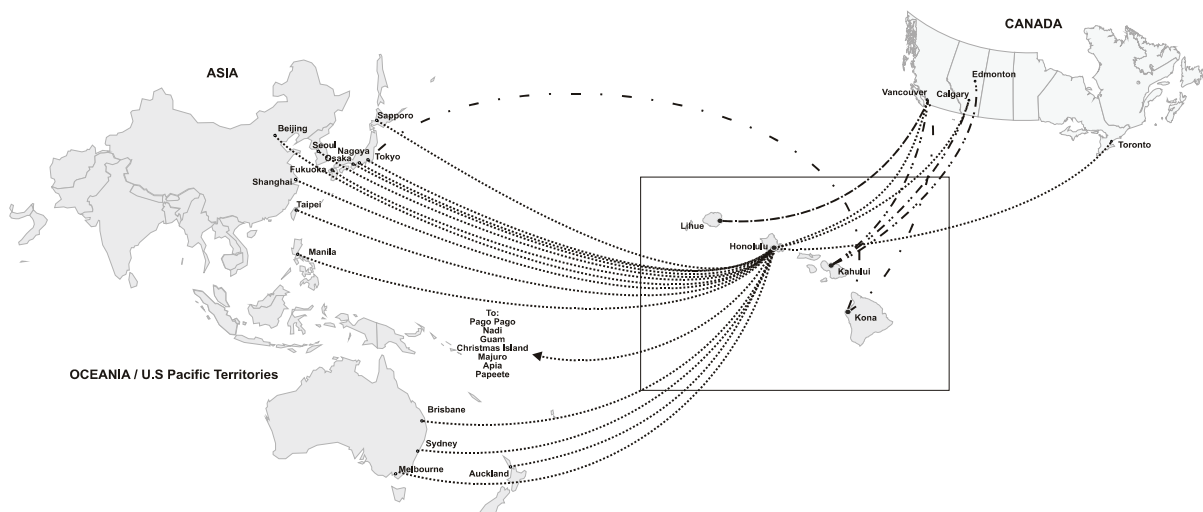 CANADA
ASIA
Edmonton
Vancouver
Calgary
Sapporo
Beijing
Toronto
Seoul
Nagoya
Osaka
Tokyo
Fukuoka
Shanghai
Taipei
Lihue
Honolulu
Manila
Kahului
To:
Pago Pago
Nadi
Guam
Christmas Island
Majuro
Apia
Papeete
Kona
OCEANIA / U.S Pacific Territories
Brisbane
Sydney
Melbourne
Auckland